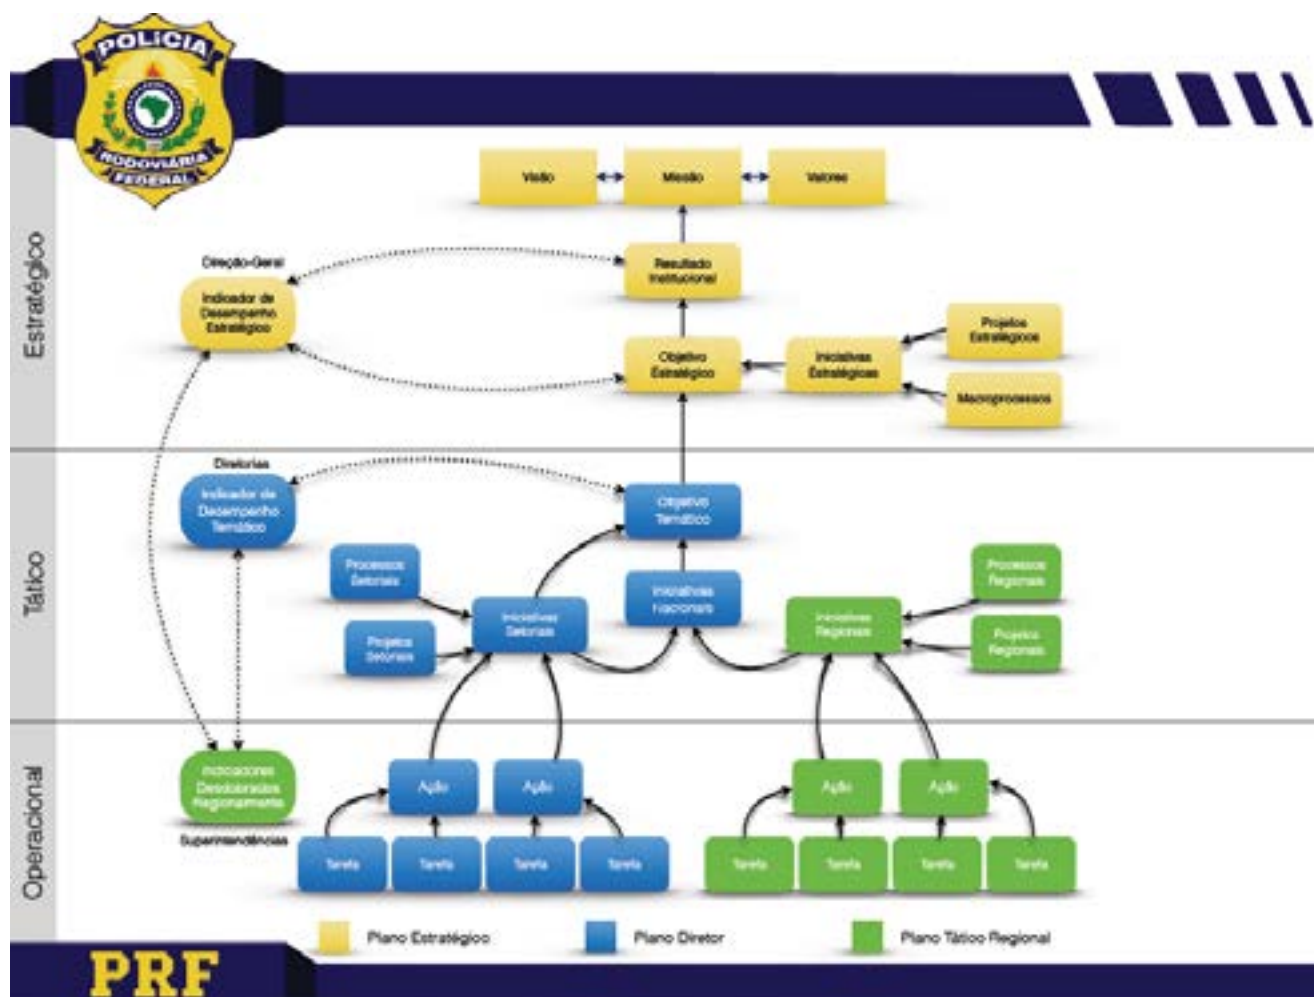 POLÍCIA
RODOVIÁRIA
FEDERAL
Estratégico
Visão
Missão
Valores
Direção-Geral
Resultado
Institucional
Indicador de
Desempenho
Estratégico
Projetos
Estratégicos
Objetivo
Estratégico
Iniciativas
Estratégicas
Macroprocessos
Tático
Diretorias
Indicador de
Desempenho
Temático
Objetivo
Temático
Processos
Setoriais
Iniciativas
Nacionais
Processos
Regionais
Iniciativas
Setoriais
Iniciativas
Regionais
Projetos
Setoriais
Projetos
Regionais
Operacional
Indicadores
Desdobrados
Regionalmente
Superintendências
Ação
Ação
Ação
Ação
Tarefa
Tarefa
Tarefa
Tarefa
Tarefa
Tarefa
Tarefa
Tarefa
Plano Estratégico
Plano Diretor
Plano Tático Regional
PRF